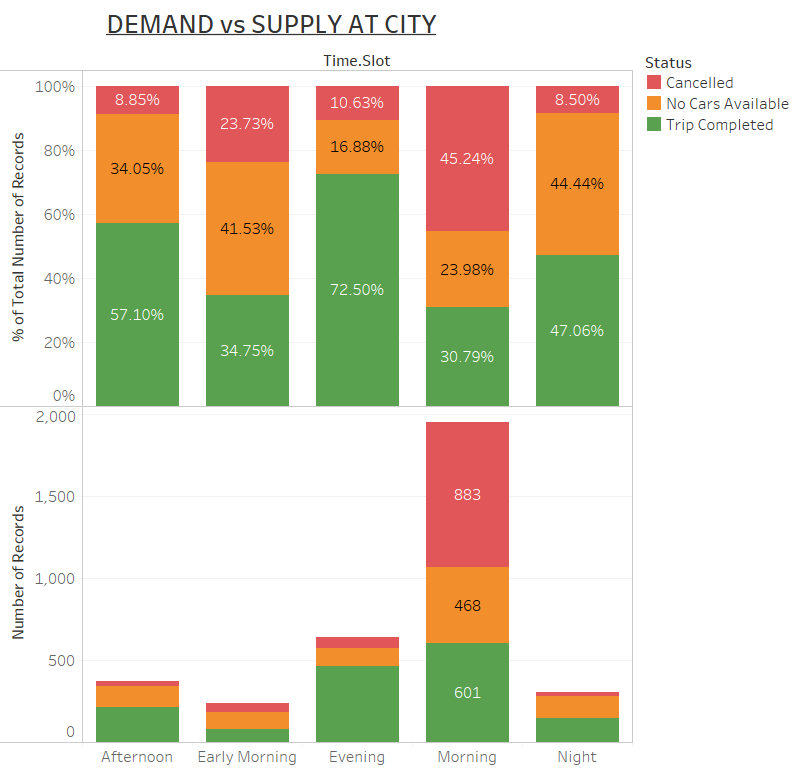 DEMAND vs SUPPLY AT CITY
Time.Slot
Status
Cancelled
No Cars Available
Trip Completed
% of Total Number of Records
100%
80%
60%
40%
20%
0%
8.85%
34.05%
57.10%
23.73%
41.53%
34.75%
10.63%
16.88%
72.50%
45.24%
23.98%
30.79%
8.50%
44.44%
47.06%
Number of Records
2,000
1,500
1,000
500
0
883
468
601
Afternoon
Early Morning
Evening
Morning
Night